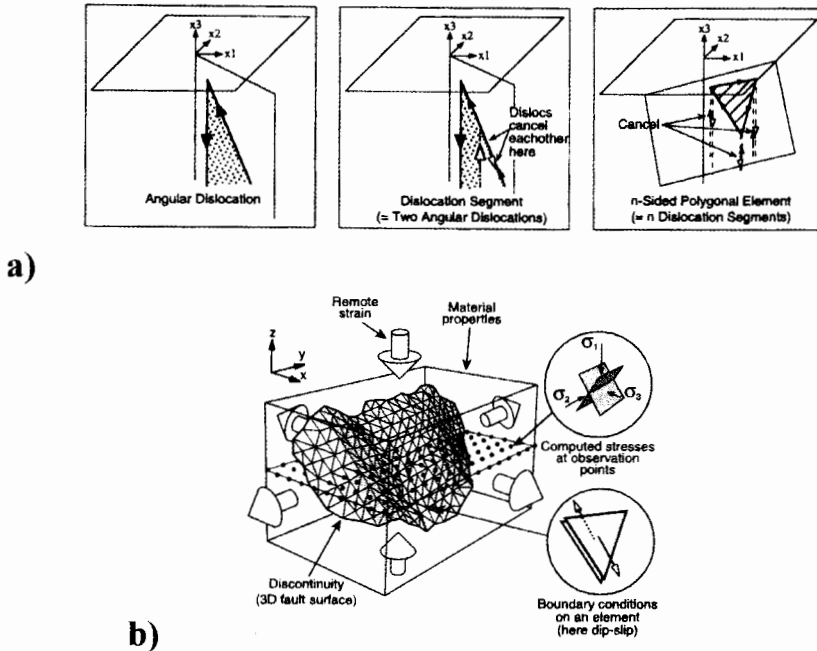 x3
x2
x1
Angular Dislocation
x3
x2
x1
Dislocs
cancel
eachother
here
Dislocation Segment
(= Two Angular Dislocations)
x3
x2
x1
Cancel
n-Sided Polygonal Element
(= n Dislocation Segments)
a)
Remote
strain
Material
properties
z
y
x
σ1
σ2
σ3
Computed stresses
at observation
points
Discontinuity
(3D fault surface)
Boundary conditions
on an element
(here dip-slip)
b)